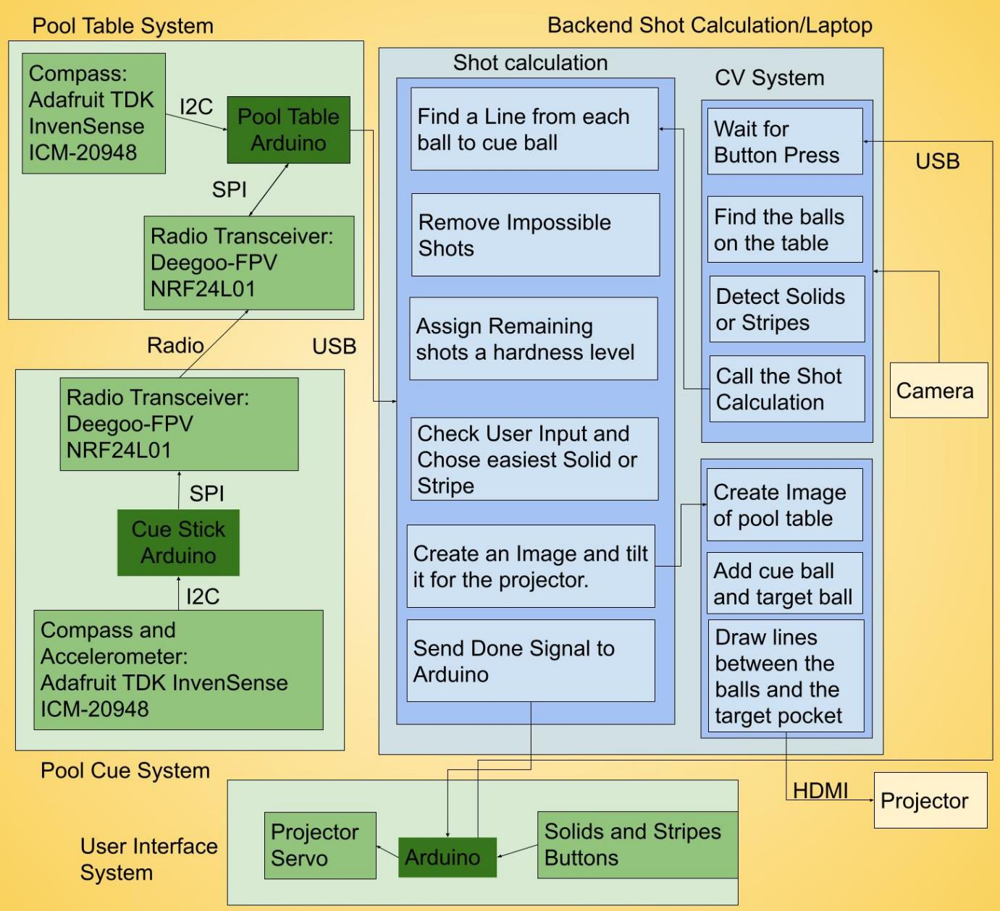 Pool Table System
Compass:
Adafruit TDK
InvenSense
ICM-20948
I2C
Pool Table
Arduino
SPI
Radio Transceiver:
Deegoo-FPV
NRF24L01
Radio
USB
Radio Transceiver:
Deegoo-FPV
NRF24L01
SPI
Cue Stick
Arduino
I2C
Compass and
Accelerometer:
Adafruit TDK InvenSense
ICM-20948
Pool Cue System
Backend Shot Calculation/Laptop
Shot calculation
Find a Line from each
ball to cue ball
Remove Impossible
Shots
Assign Remaining
shots a hardness level
Check User Input and
Chose easiest Solid or
Stripe
Create an Image and tilt
it for the projector.
Send Done Signal to
Arduino
CV System
Wait for
Button Press
Find the balls
on the table
Detect Solids
or Stripes
Call the Shot
Calculation
Create Image
of pool table
Add cue ball
and target ball
Draw lines
between the
balls and the
target pocket
USB
Camera
HDMI
Projector
User Interface
System
Projector
Servo
Arduino
Solids and Stripes
Buttons